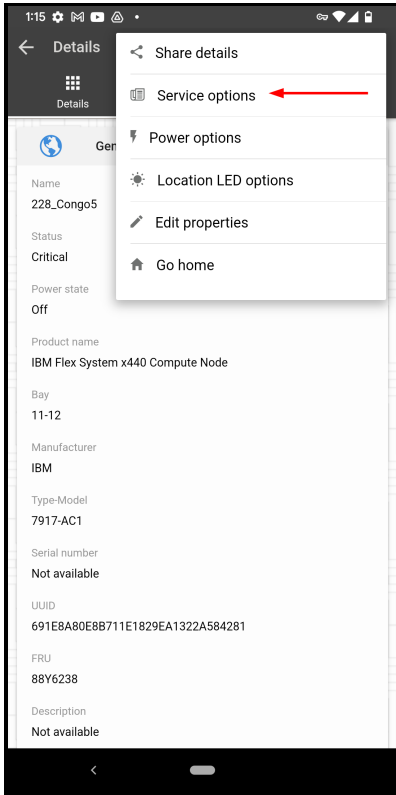 1:15
Details
Share details
Service options
Power options
Location LED options
Edit properties
Go home
Details
Gen
Name
228_Congo5
Status
Critical
Power state
Off
Product name
IBM Flex System x440 Compute Node
Bay
11-12
Manufacturer
IBM
Type-Model
7917-AC1
Serial number
Not available
UUID
691E8A80E8B711E1829EA1322A584281
FRU
88Y6238
Description
Not available